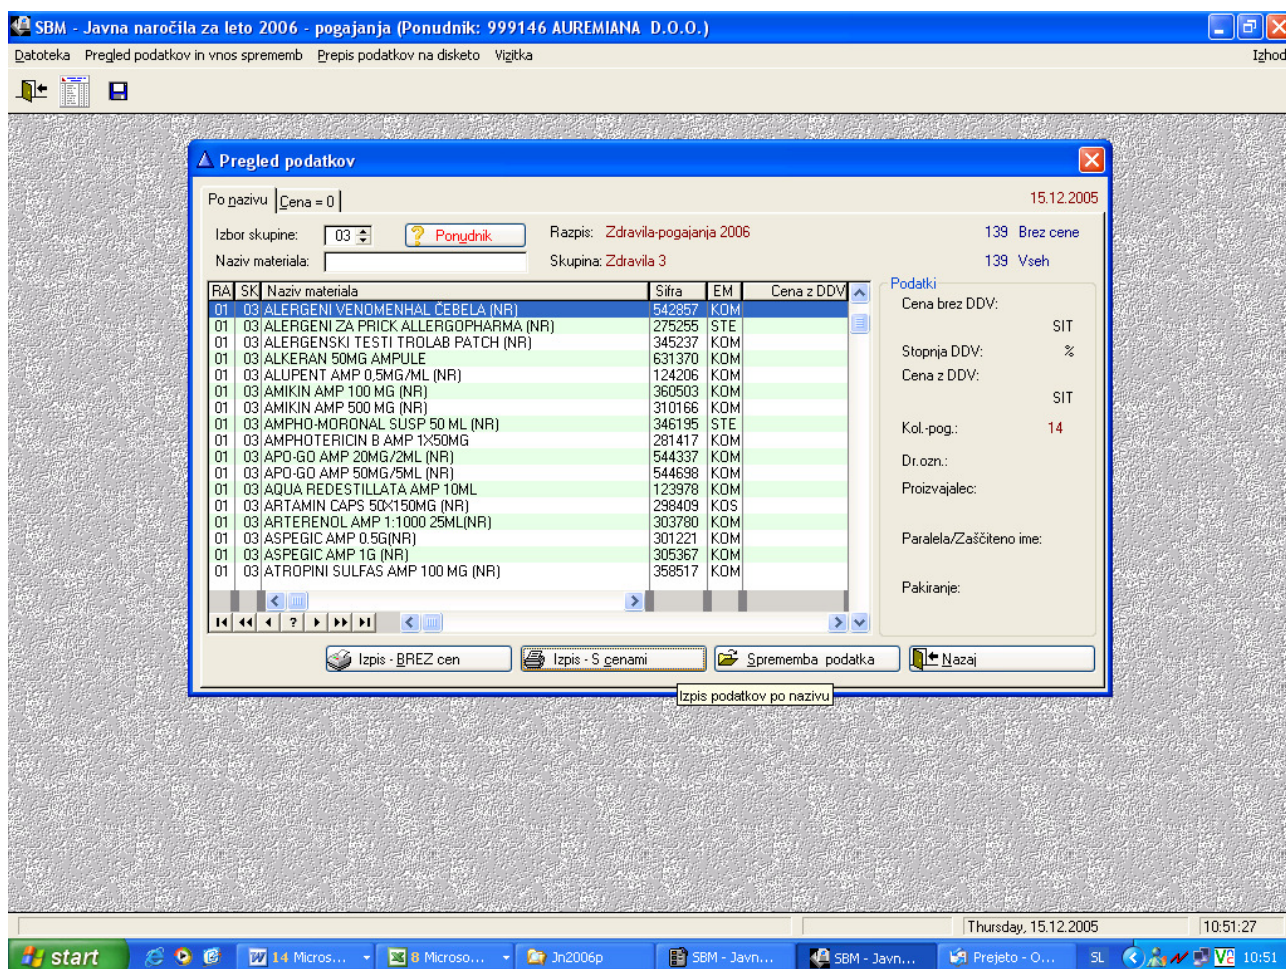 SBM - Javna naročila za leto 2006 - pogajanja (Ponudnik: 999146 AUREMIANA D.O.O.)
Datoteka Pregled podatkov in vnos sprememb Prepis podatkov na disketo Vizitka Izhod
Pregled podatkov
Po nazivu Cena = 0 15.12.2005
Izbor skupine: 03 Ponudnik Razpis: Zdravila-pogajanja 2006 139 Brez cene
Naziv materiala: Skupina: Zdravila 3 139 Vseh
RA SK Naziv materiala Sifra EM Cena z DDV
01 03 ALERGENI VENOMENHAL ČEBELA (NR) 542857 KOM
01 03 ALERGENI ZA PRICK ALLERGOPHARMA (NR) 275255 STE
01 03 ALERGENSKI TESTI TROLAB PATCH (NR) 345237 KOM
01 03 ALKERAN 50MG AMPULE 631370 KOM
01 03 ALUPENT AMP 0,5MG/ML (NR) 124206 KOM
01 03 AMIKIN AMP 100 MG (NR) 360503 KOM
01 03 AMIKIN AMP 500 MG (NR) 310166 KOM
01 03 AMPHO-MORONAL SUSP 50 ML (NR) 346195 STE
01 03 AMPHOTERICIN B AMP 1X50MG 281417 KOM
01 03 APO-GO AMP 20MG/2ML (NR) 544337 KOM
01 03 APO-GO AMP 50MG/5ML (NR) 544698 KOM
01 03 AQUA REDESTILLATA AMP 10ML 123978 KOM
01 03 ARTAMIN CAPS 50X150MG (NR) 298409 KOS
01 03 ARTERENOL AMP 1:1000 25ML(NR) 303780 KOM
01 03 ASPEGIC AMP 0.5G(NR) 301221 KOM
01 03 ASPEGIC AMP 1G (NR) 305367 KOM
01 03 ATROPINI SULFAS AMP 100 MG (NR) 358517 KOM
Podatki
Cena brez DDV:
SIT
Stopnja DDV: %
Cena z DDV:
SIT
Kol.-pog.: 14
Dr.ozn.:
Proizvajalec:
Paralela/Zaščiteno ime:
Pakiranje:
Izpis - BREZ cen Izpis - S cenami Sprememba podatka Nazaj
Izpis podatkov po nazivu
Thursday, 15.12.2005 10:51:27
start 14 Micros... 8 Microso... Jn2006p SBM - Javn... SBM - Javn... Prejeto - O... SL 10:51